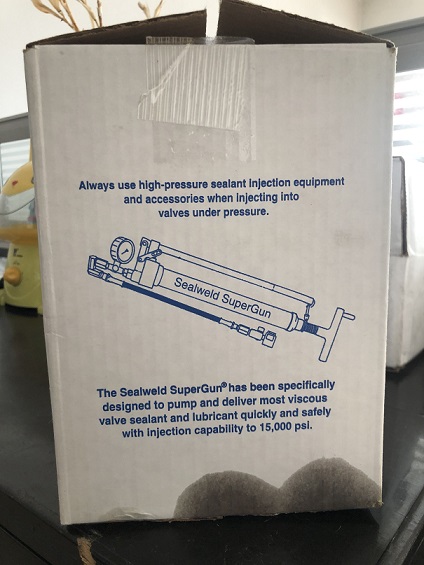 Always use high-pressure sealant injection equipment
and accessories when injecting into
valves under pressure.
Sealweld SuperGun
The Sealweld SuperGun® has been specifically
designed to pump and deliver most viscous
valve sealant and lubricant quickly and safely
with injection capability to 15,000 psi.